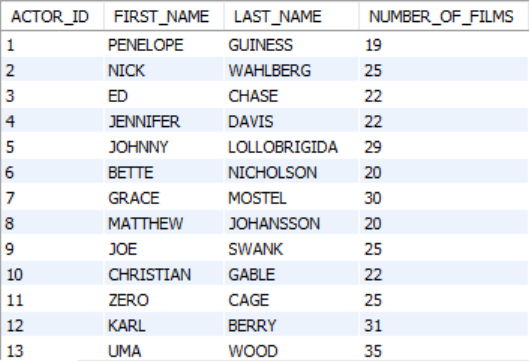 ACTOR_ID FIRST_NAME LAST_NAME NUMBER_OF_FILMS
1 PENELOPE GUINESS 19
2 NICK WAHLBERG 25
3 ED CHASE 22
4 JENNIFER DAVIS 22
5 JOHNNY LOLLOBRIGIDA 29
6 BETTE NICHOLSON 20
7 GRACE MOSTEL 30
8 MATTHEW JOHANSSON 20
9 JOE SWANK 25
10 CHRISTIAN GABLE 22
11 ZERO CAGE 25
12 KARL BERRY 31
13 UMA WOOD 35